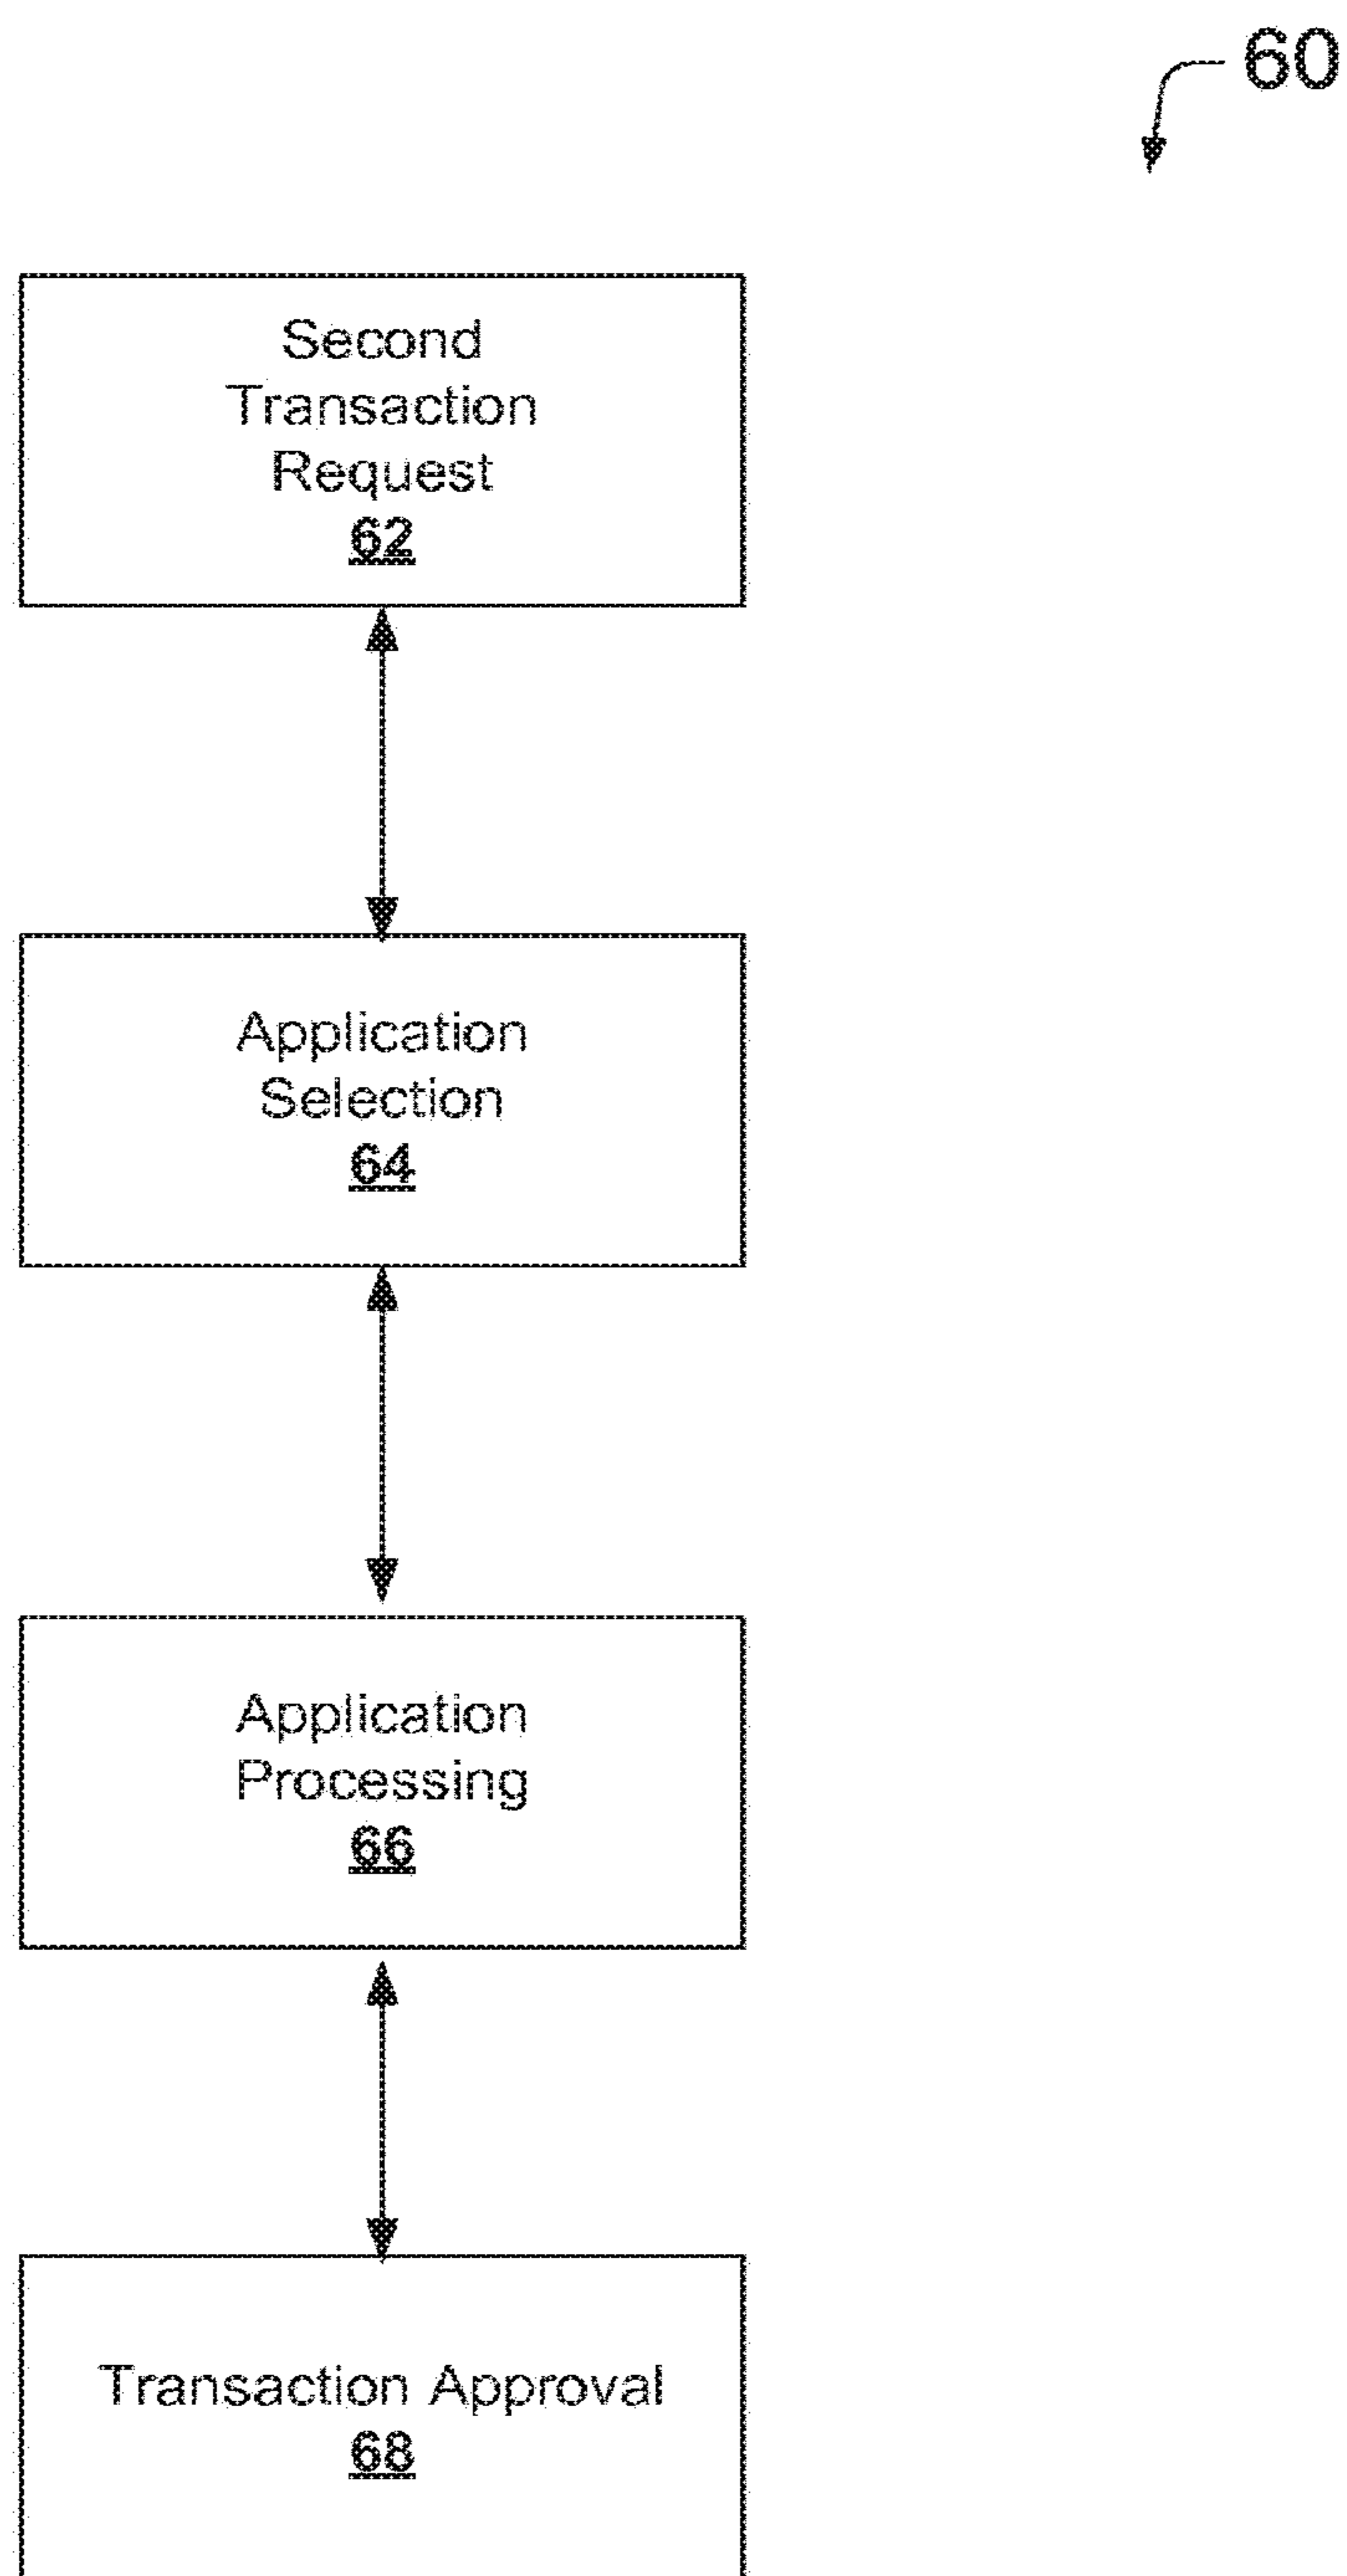 60
Second
Transaction
Request
62
Application
Selection
64
Application
Processing
66
Transaction Approval
68